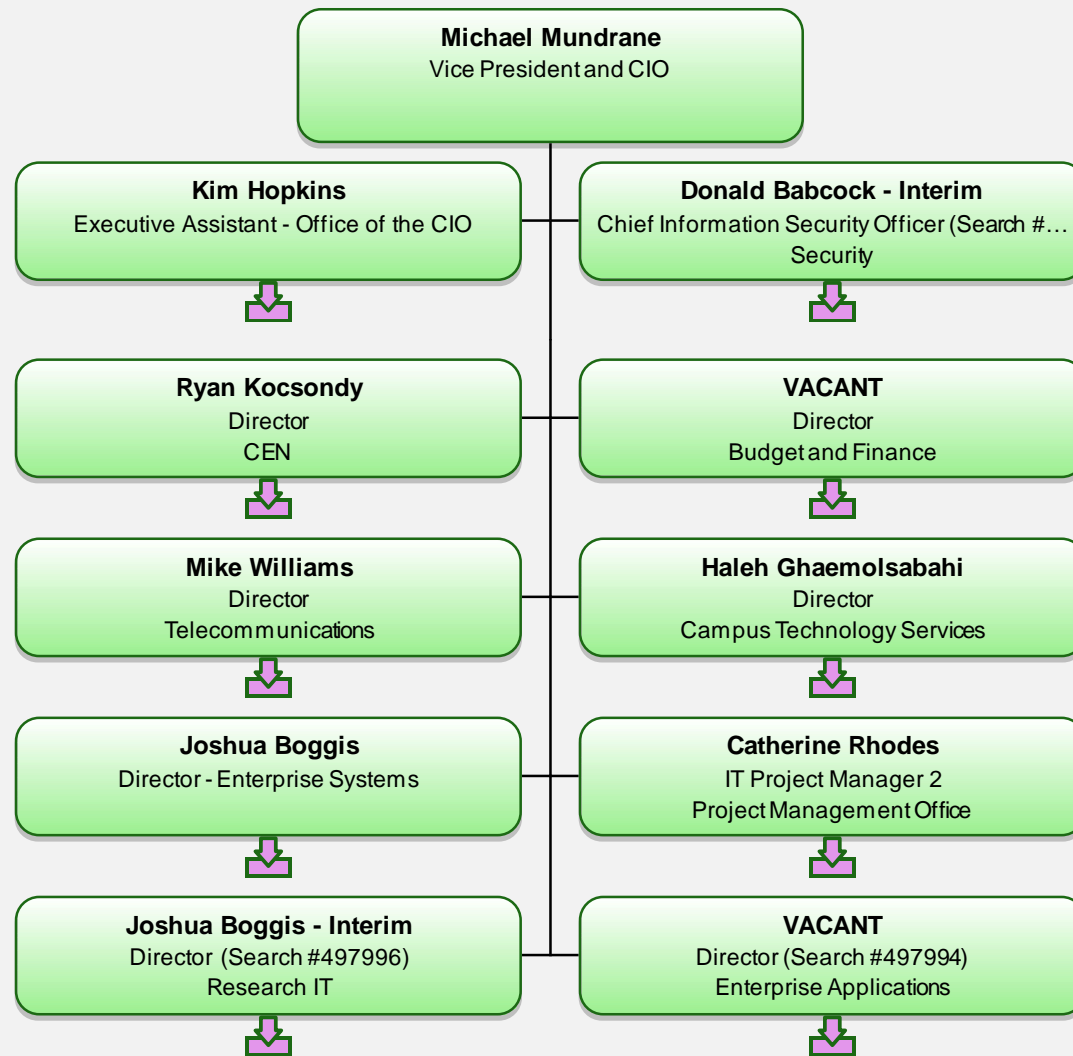 Michael Mundrane
Vice President and CIO
Kim Hopkins
Executive Assistant - Office of the CIO
Donald Babcock - Interim
Chief Information Security Officer (Search #…
Security
Ryan Kocsondy
Director
CEN
VACANT
Director
Budget and Finance
Mike Williams
Director
Telecommunications
Haleh Ghaemolsabahi
Director
Campus Technology Services
Joshua Boggis
Director - Enterprise Systems
Catherine Rhodes
IT Project Manager 2
Project Management Office
Joshua Boggis - Interim
Director (Search #497996)
Research IT
VACANT
Director (Search #497994)
Enterprise Applications